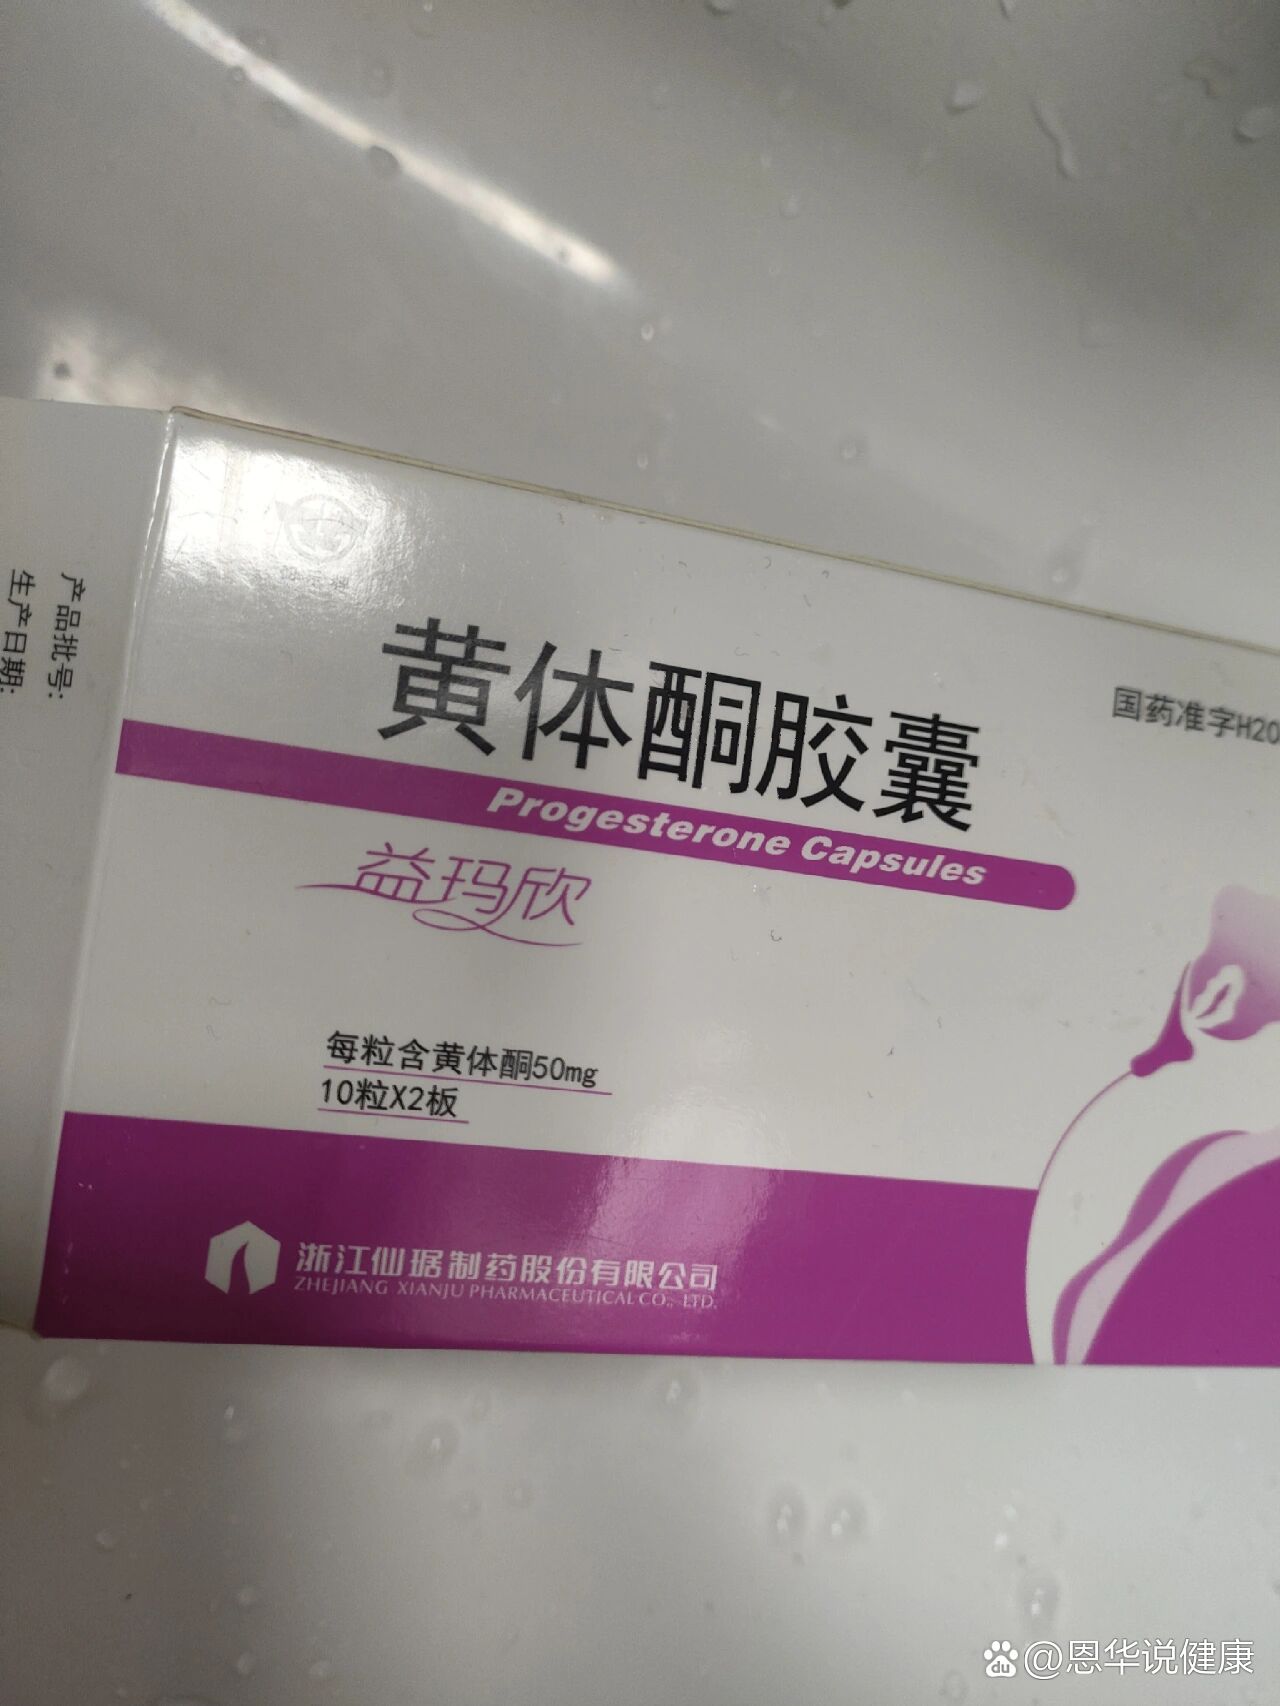 产品批号:
生产日期:
黄体酮胶囊
国药准字H20
Progesterone Capsules
益玛欣
每粒含黄体酮50mg
10粒X2板
浙江仙琚制药股份有限公司
ZHEJIANG XIANJU PHARMACEUTICAL CO., LTD.
du @恩华说健康